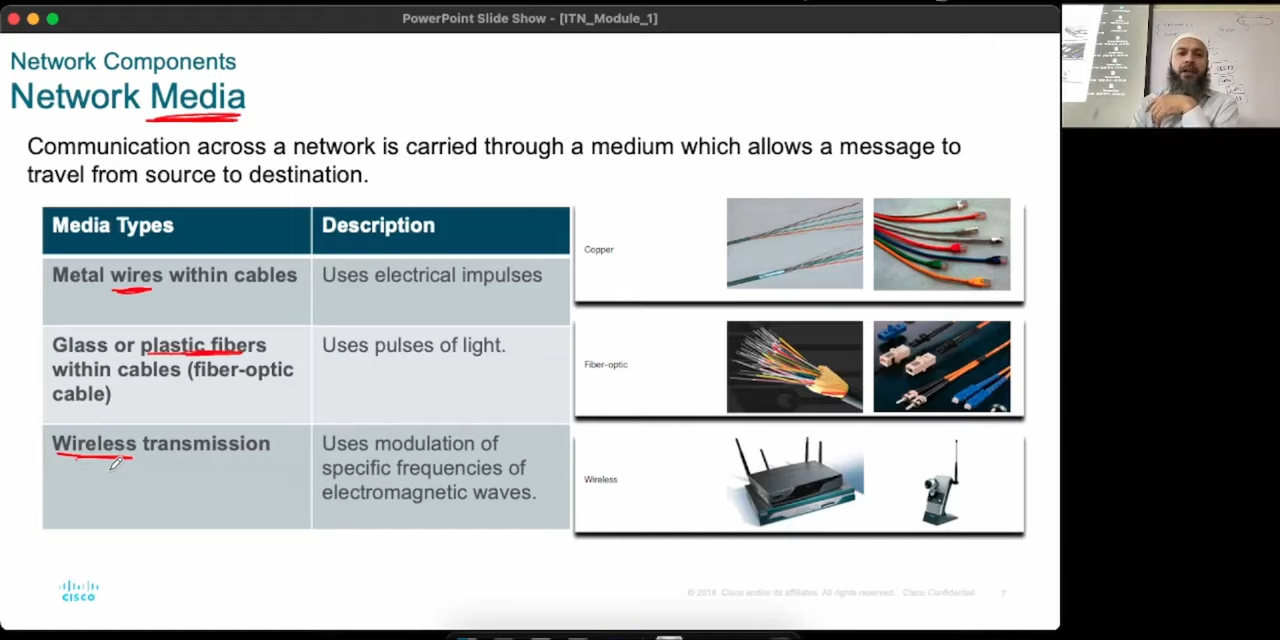 PowerPoint Slide Show - [ITN_Module_1]
Network Components
Network Media
Communication across a network is carried through a medium which allows a message to
travel from source to destination.
Media Types Description
Metal wires within cables Uses electrical impulses
Glass or plastic fibers
within cables (fiber-optic
cable)
Uses pulses of light.
Wireless transmission
Uses modulation of
specific frequencies of
electromagnetic waves.
Copper
Fiber-optic
Wireless
CISCO
© 2016 Cisco and/or its affiliates. All rights reserved. Cisco Confidential 7